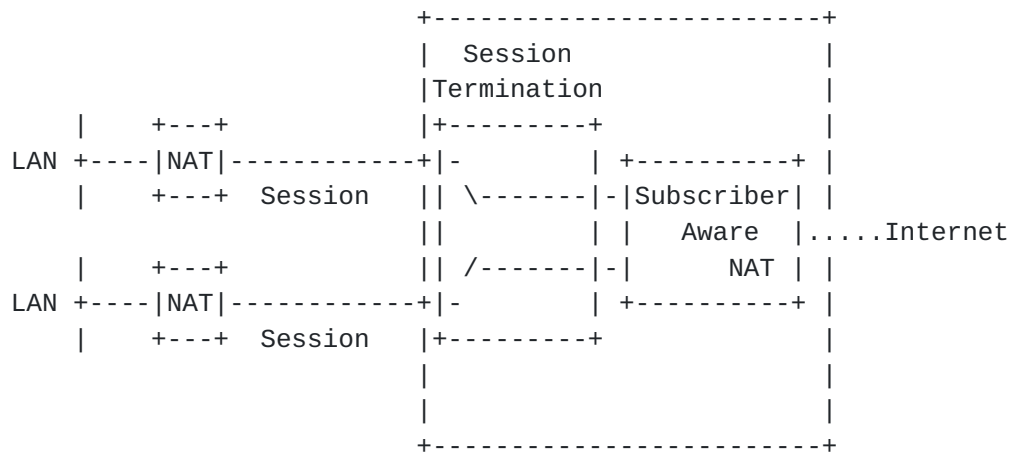 +-------------------------+
|  Session                |
|Termination              |
|    +---+            |+---------+              |
LAN +----|NAT|------------+|-        | +----------+ |
|    +---+  Session   || \-------|-|Subscriber| |
||         | |   Aware  |.....Internet
|    +---+            || /-------|-|      NAT | |
LAN +----|NAT|------------+|-        | +----------+ |
|    +---+  Session   |+---------+              |
|                         |
|                         |
+-------------------------+